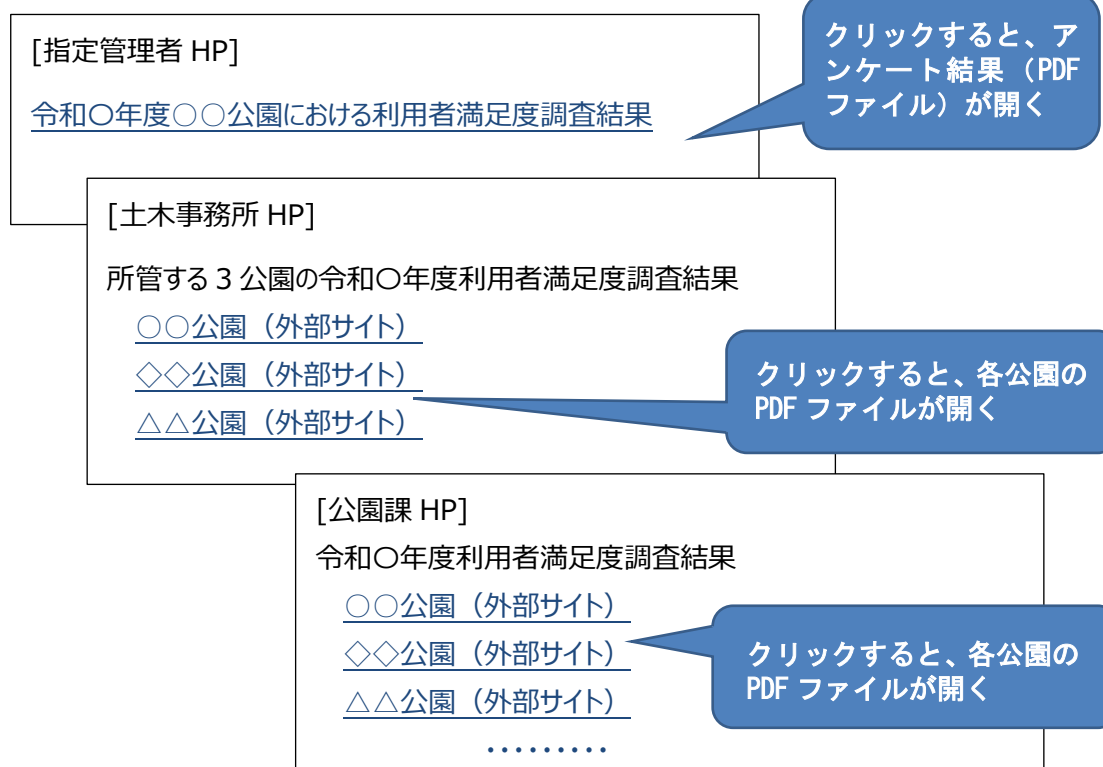 [指定管理者 HP]
令和〇年度○○公園における利用者満足度調査結果
クリックすると、ア
ンケート結果（PDF
ファイル）が開く
[土木事務所 HP]
所管する３公園の令和〇年度利用者満足度調査結果
○○公園（外部サイト）
◇◇公園（外部サイト）
△△公園（外部サイト）
クリックすると、各公園の
PDF ファイルが開く
[公園課 HP]
令和〇年度利用者満足度調査結果
○○公園（外部サイト）
◇◇公園（外部サイト）
△△公園（外部サイト）
・・・・・・・・・
クリックすると、各公園の
PDF ファイルが開く